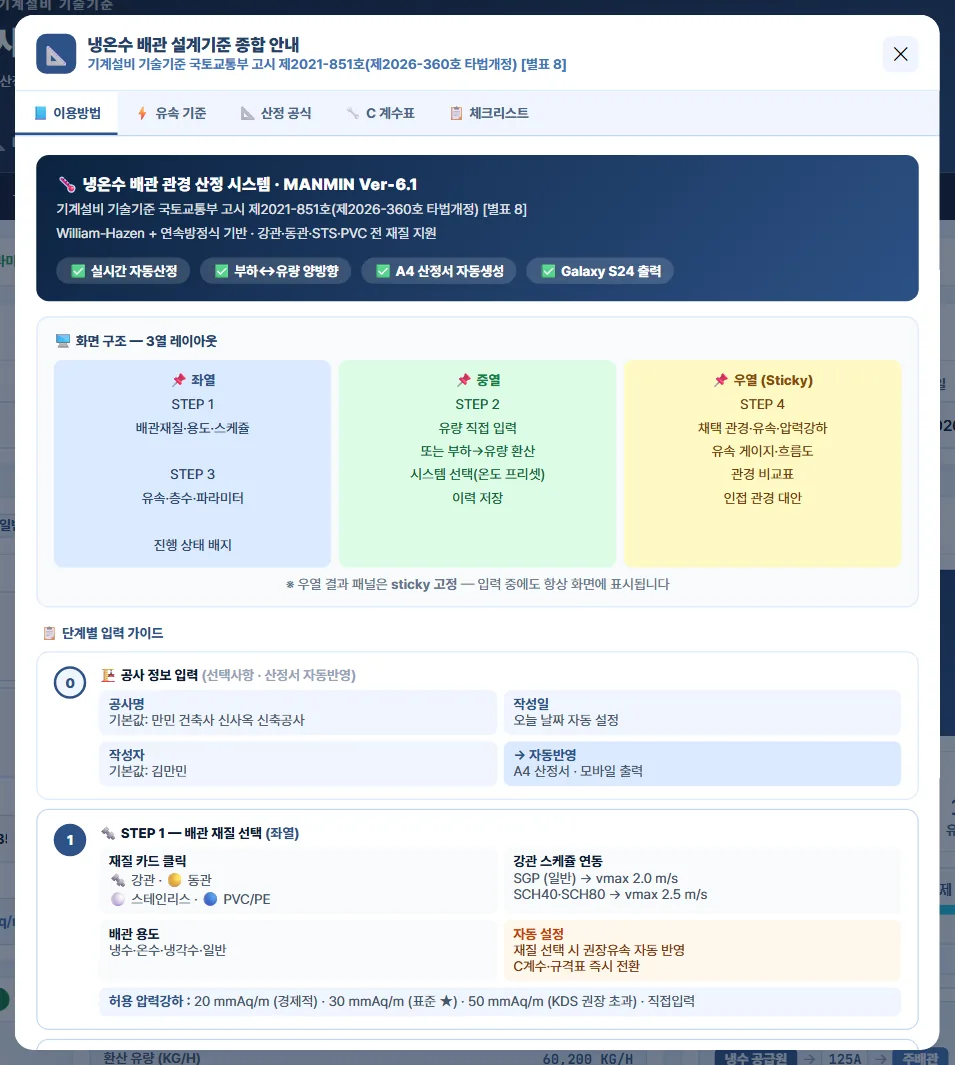 기계설비 기술기준
냉온수 배관 설계기준 종합 안내
기계설비 기술기준 국토교통부 고시 제2021-851호(제2026-360호 타법개정) [별표 8]
이용방법
유속 기준
산정 공식
C 계수표
체크리스트
냉온수 배관 관경 산정 시스템 · MANMIN Ver-6.1
기계설비 기술기준 국토교통부 고시 제2021-851호(제2026-360호 타법개정) [별표 8]
William-Hazen + 연속방정식 기반 · 강관·동관·STS·PVC 전 재질 지원
✅ 실시간 자동산정
✅ 부하↔유량 양방향
✅ A4 산정서 자동생성
✅ Galaxy S24 출력
화면 구조 — 3열 레이아웃
좌열
STEP 1
배관재질·용도·스케쥴
STEP 3
유속·층수·파라미터
진행 상태 배지
중열
STEP 2
유량 직접 입력
또는 부하→유량 환산
시스템 선택(온도 프리셋)
이력 저장
우열 (Sticky)
STEP 4
채택 관경·유속·압력강하
유속 게이지·흐름도
관경 비교표
인접 관경 대안
※ 우열 결과 패널은 sticky 고정 — 입력 중에도 항상 화면에 표시됩니다
단계별 입력 가이드
0
공사 정보 입력 (선택사항 · 산정서 자동반영)
공사명
기본값: 만민 건축사 신사옥 신축공사
작성일
오늘 날짜 자동 설정
작성자
기본값: 김만민
→ 자동반영
A4 산정서 · 모바일 출력
1
STEP 1 — 배관 재질 선택 (좌열)
재질 카드 클릭
강관 · 동관
스테인리스 · PVC/PE
강관 스케쥴 연동
SGP (일반) → vmax 2.0 m/s
SCH40·SCH80 → vmax 2.5 m/s
배관 용도
냉수·온수·냉각수·일반
자동 설정
재질 선택 시 권장유속 자동 반영
C계수·규격표 즉시 전환
허용 압력강하 : 20 mmAq/m (경제적) · 30 mmAq/m (표준 ★) · 50 mmAq/m (KDS 권장 초과) · 직접입력
환산 유량 (KG/H)
60,200 KG/H
냉수 공급원 → 125A → 주배관